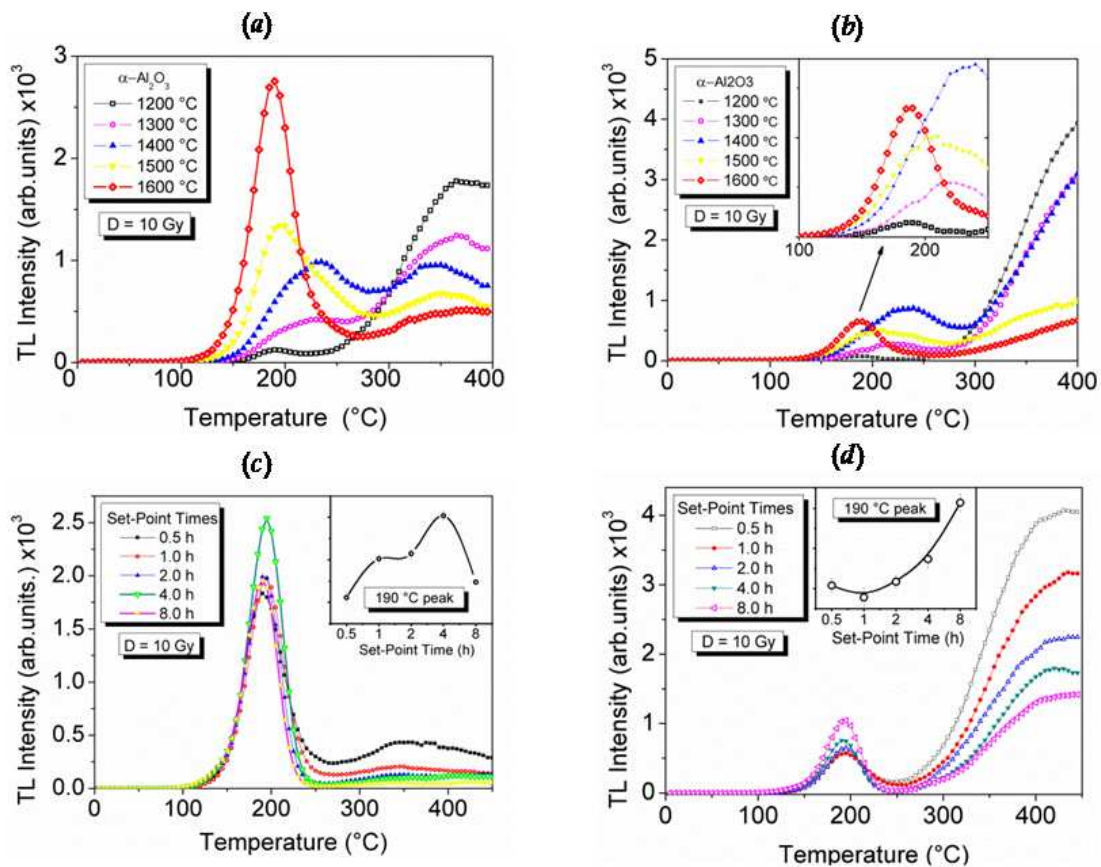 (a)
3
2
1
0
TL Intensity (arb.units) x10³
α-Al₂O₃
1200 °C
1300 °C
1400 °C
1500 °C
1600 °C
D = 10 Gy
0 100 200 300 400
Temperature (°C)
(b)
5
4
3
2
1
0
TL Intensity (arb.units) x10³
α-Al2O3
1200 ºC
1300 ºC
1400 ºC
1500 ºC
1600 ºC
D = 10 Gy
100 200
0 100 200 300 400
Temperature (°C)
(c)
2.5
2.0
1.5
1.0
0.5
0.0
TL Intensity (arb.units.) x10³
Set-Point Times
0.5 h
1.0 h
2.0 h
4.0 h
8.0 h
D = 10 Gy
190 °C peak
0.5 1 2 4 8
Set-Point Time (h)
0 100 200 300 400
Temperature (°C)
(d)
4
3
2
1
0
TL Intensity (arb.units) x10³
Set-Point Times
0.5 h
1.0 h
2.0 h
4.0 h
8.0 h
D = 10 Gy
190 °C peak
0.5 1 2 4 8
Set-Point Time (h)
0 100 200 300 400
Temperature (°C)